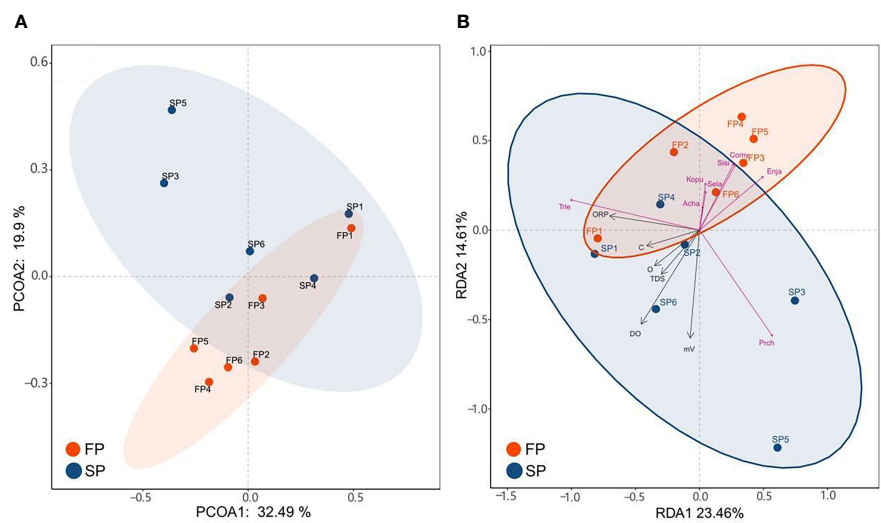 A
0.6
0.3
0.0
−0.3
PCOA2: 19.9 %
SP5
SP3
SP1
FP1
SP6
SP4
SP2
FP3
FP5
FP6
FP2
FP4
FP
SP
−0.5
0.0
0.5
PCOA1: 32.49 %
B
1.0
0.5
0.0
−0.5
−1.0
RDA2 14.61%
FP4
FP5
FP2
FP3
Sisl
Enja
Kopu
Sela
FP6
SP4
Acha
Trle
ORP
FP1
C
SP1
SP2
O
TDS
SP3
SP6
DO
mV
Prch
SP5
FP
SP
−1.5
−1.0
−0.5
0.0
0.5
1.0
RDA1 23.46%